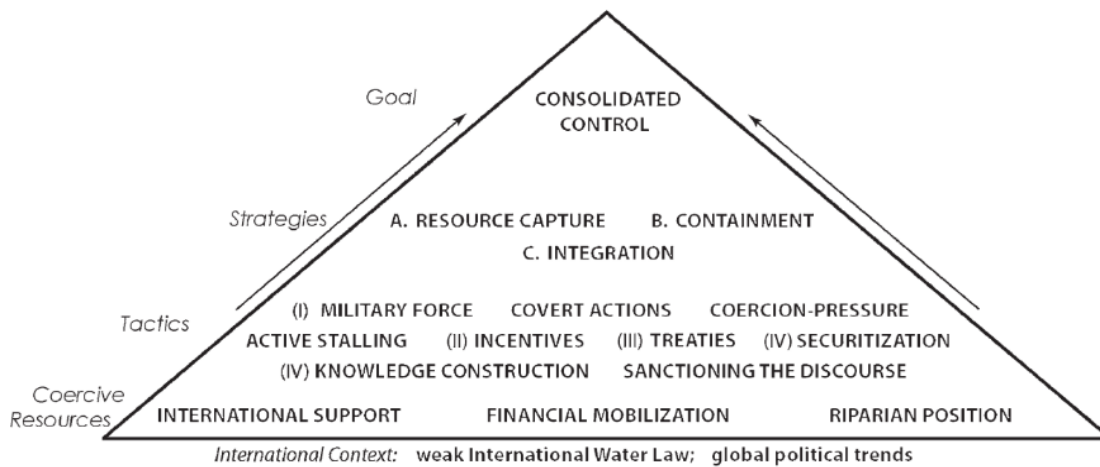 Goal
CONSOLIDATED
CONTROL
Strategies
A. RESOURCE CAPTURE B. CONTAINMENT
C. INTEGRATION
Tactics
(I) MILITARY FORCE COVERT ACTIONS COERCION-PRESSURE
ACTIVE STALLING (II) INCENTIVES (III) TREATIES (IV) SECURITIZATION
(IV) KNOWLEDGE CONSTRUCTION SANCTIONING THE DISCOURSE
Coercive
Resources
INTERNATIONAL SUPPORT FINANCIAL MOBILIZATION RIPARIAN POSITION
International Context: weak International Water Law; global political trends